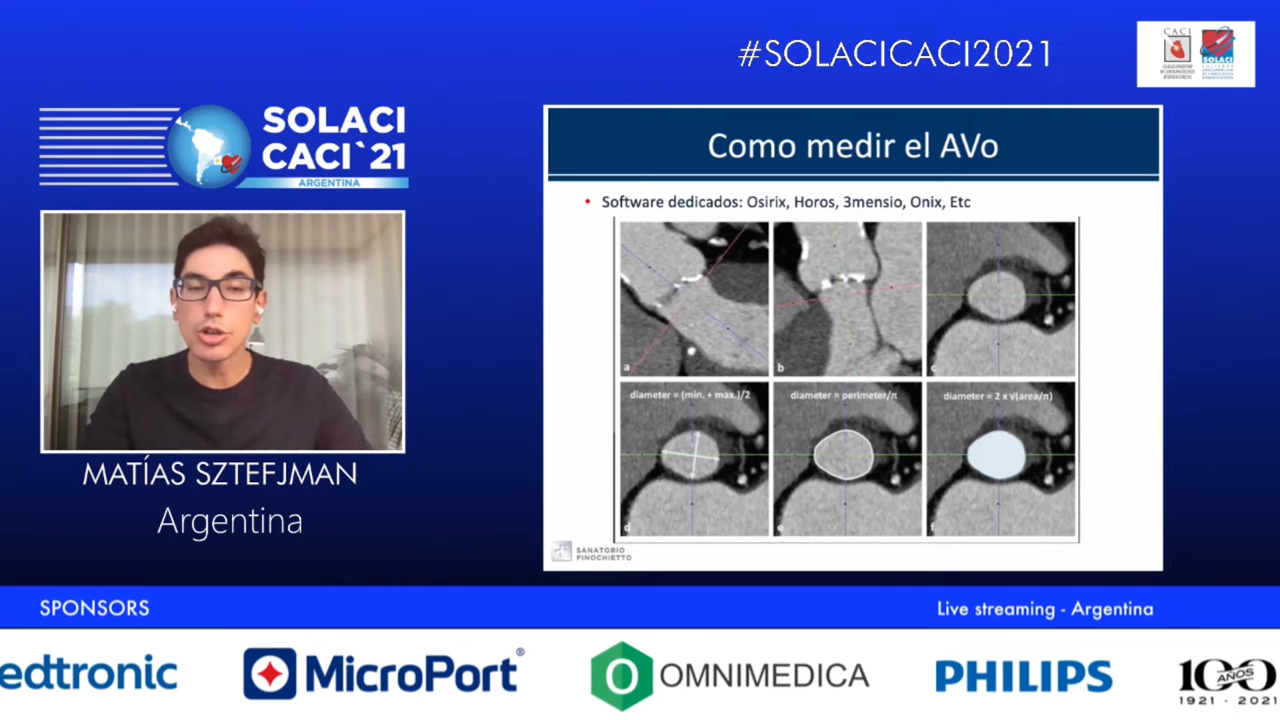 #SOLACICACI2021
CACI
SOLACI
SOLACI
CACI`21
ARGENTINA
MATÍAS SZTEFJMAN
Argentina
Como medir el AVo
• Software dedicados: Osirix, Horos, 3mensio, Onix, Etc
a
b
c
diameter = (min. + max.)/2
diameter = perimeter/π
diameter = 2 x √(area/π)
d
e
f
SANATORIO
FINOCHIETTO
SPONSORS
Live streaming - Argentina
edtronic
MicroPort®
OMNIMEDICA
PHILIPS
100
AÑOS
1921 - 2021